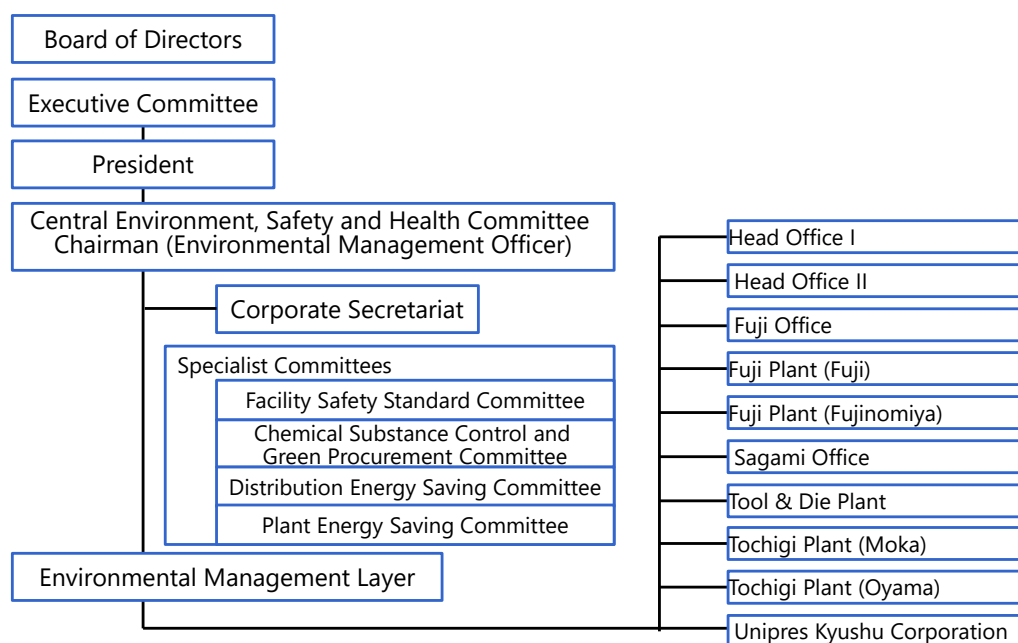 Board of Directors
Executive Committee
President
Central Environment, Safety and Health Committee
Chairman (Environmental Management Officer)
Corporate Secretariat
Specialist Committees
Facility Safety Standard Committee
Chemical Substance Control and
Green Procurement Committee
Distribution Energy Saving Committee
Plant Energy Saving Committee
Environmental Management Layer
Head Office I
Head Office II
Fuji Office
Fuji Plant (Fuji)
Fuji Plant (Fujinomiya)
Sagami Office
Tool & Die Plant
Tochigi Plant (Moka)
Tochigi Plant (Oyama)
Unipres Kyushu Corporation